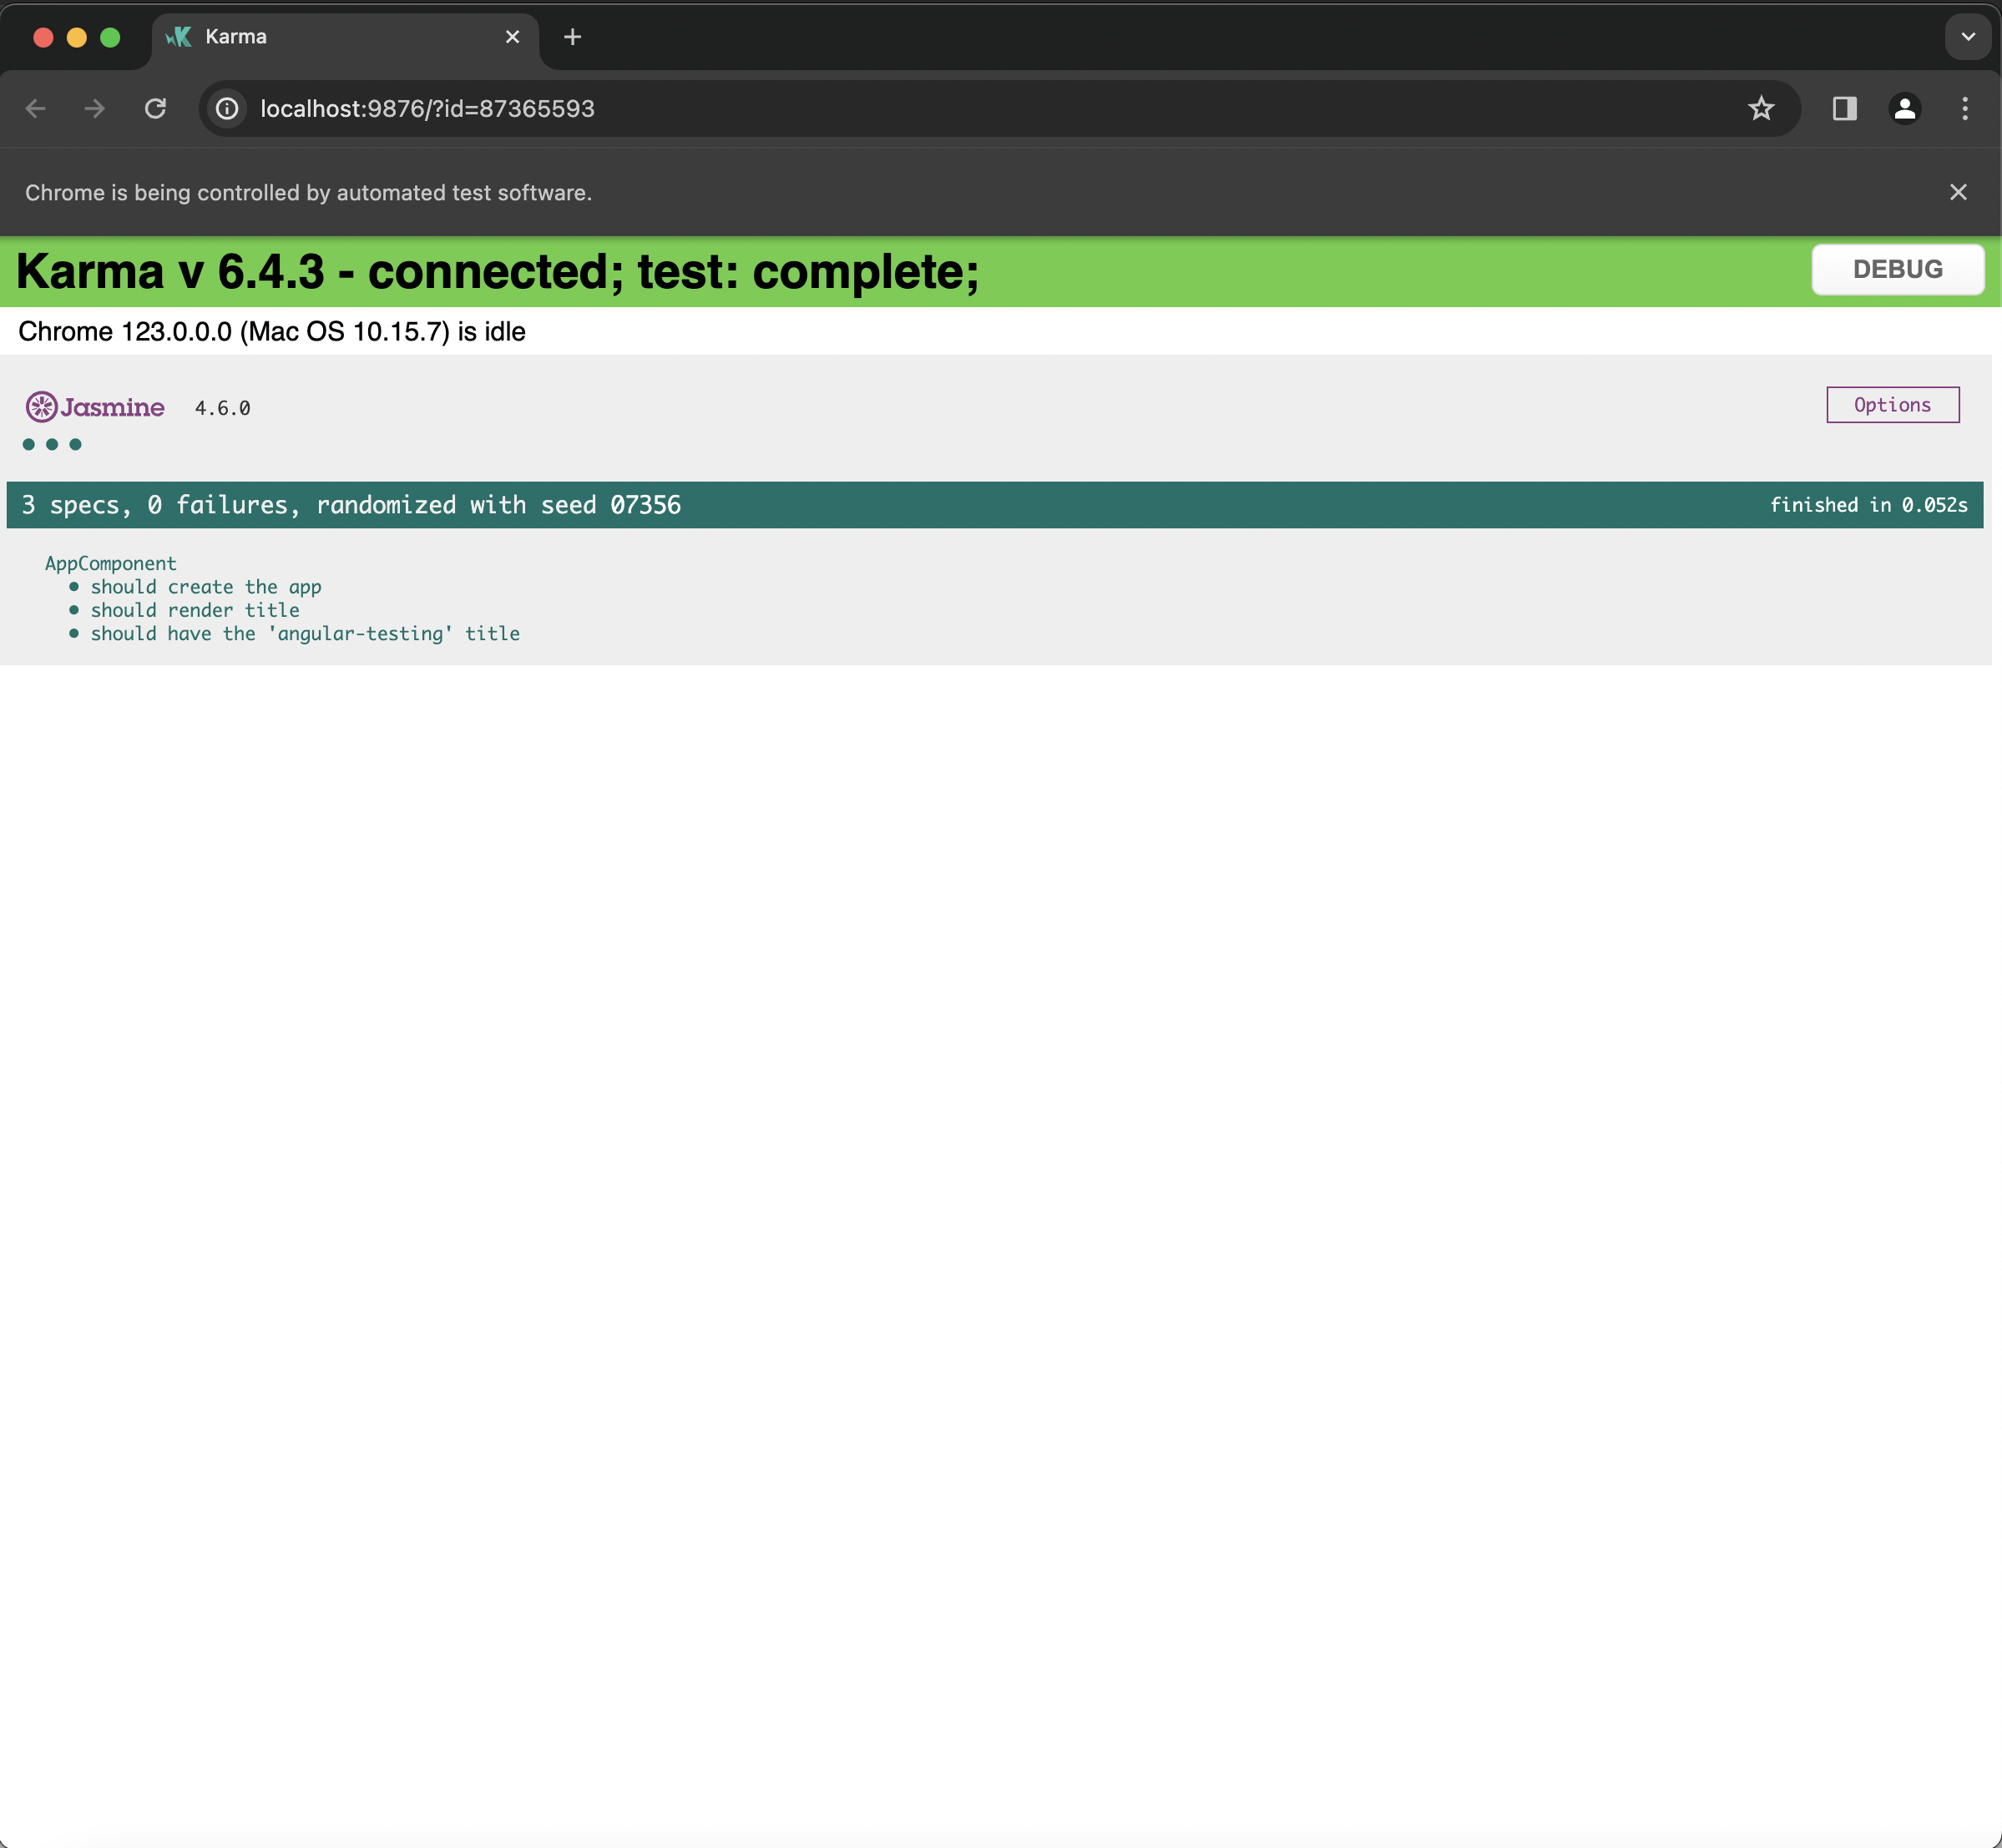 Karma
localhost:9876/?id=87365593
Chrome is being controlled by automated test software.
Karma v 6.4.3 - connected; test: complete;
DEBUG
Chrome 123.0.0.0 (Mac OS 10.15.7) is idle
Jasmine 4.6.0
Options
3 specs, 0 failures, randomized with seed 07356
finished in 0.052s
AppComponent
• should create the app
• should render title
• should have the 'angular-testing' title